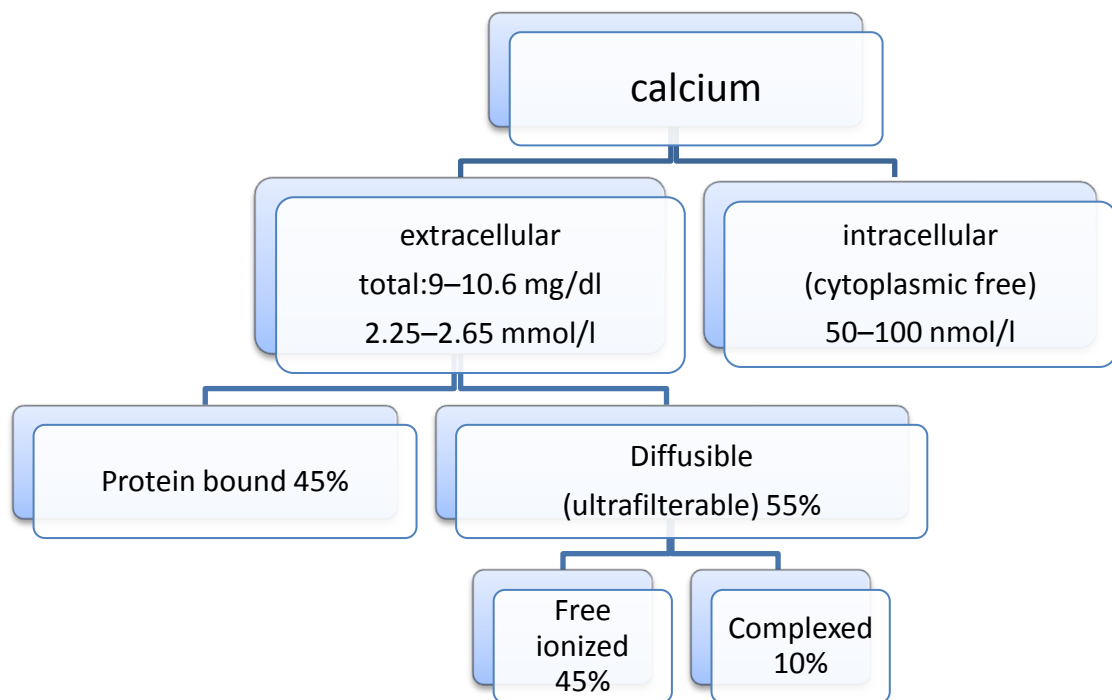 calcium
extracellular
total:9–10.6 mg/dl
2.25–2.65 mmol/l
intracellular
(cytoplasmic free)
50–100 nmol/l
Protein bound 45%
Diffusible
(ultrafilterable) 55%
Free
ionized
45%
Complexed
10%